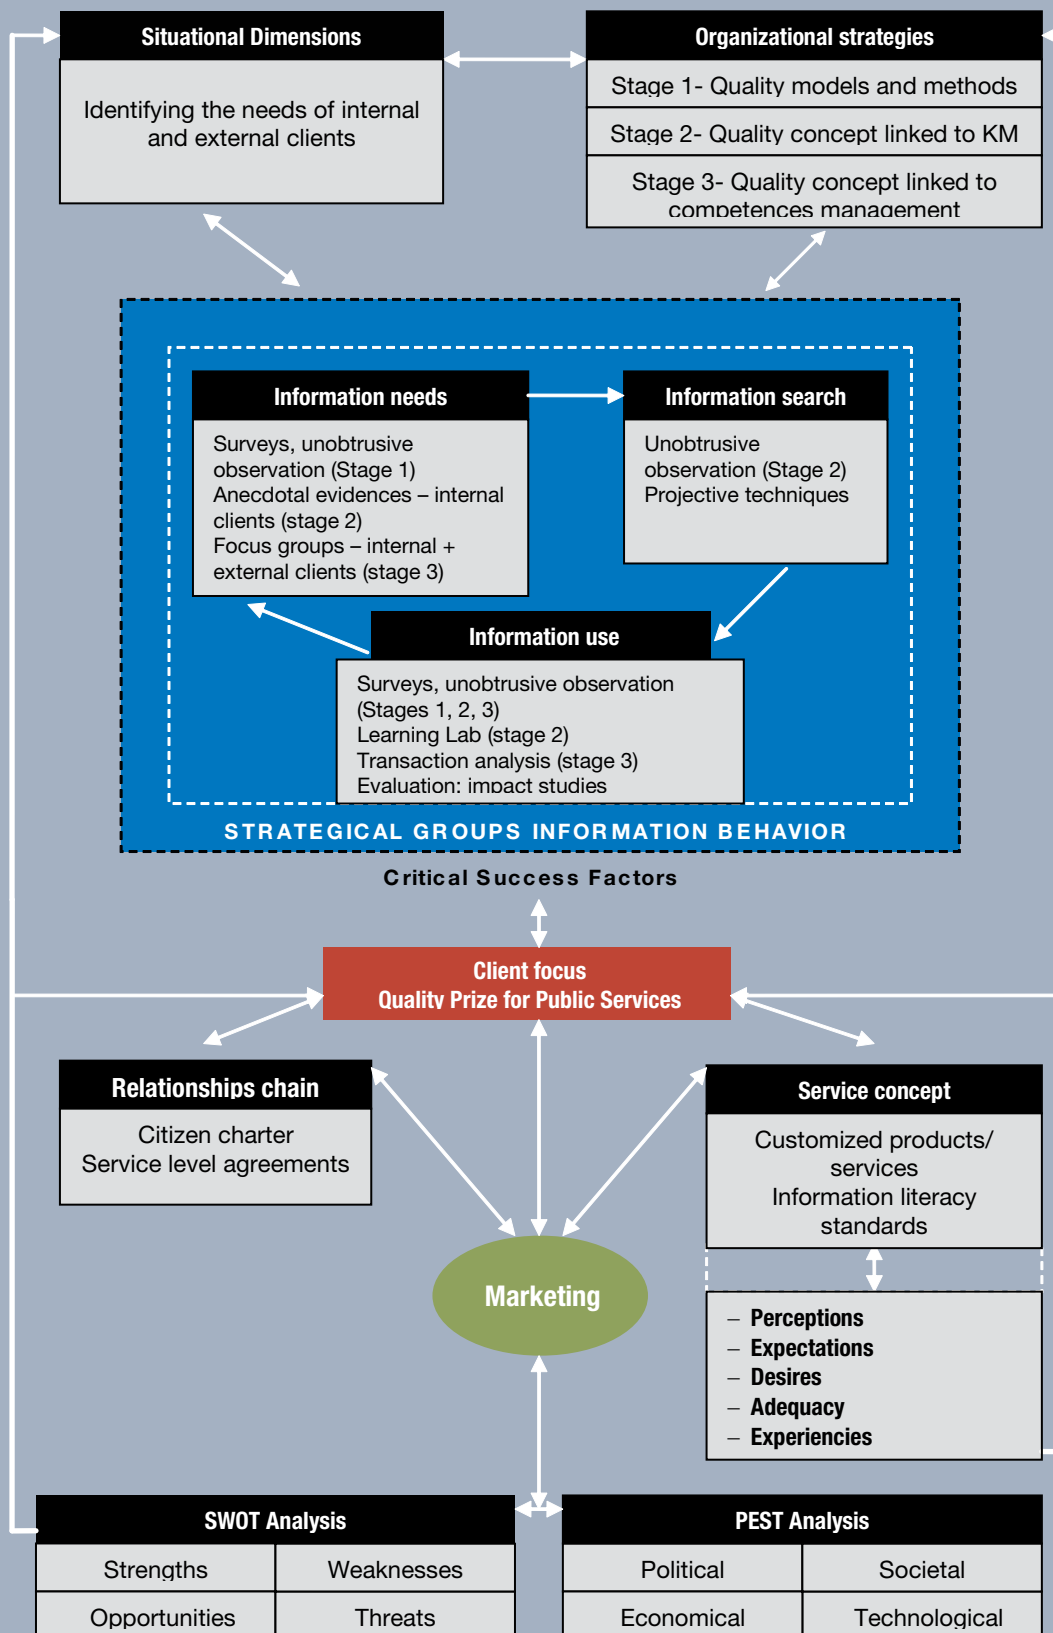 Situational Dimensions
Identifying the needs of internal
and external clients
Organizational strategies
Stage 1- Quality models and methods
Stage 2- Quality concept linked to KM
Stage 3- Quality concept linked to
competences management
Information needs
Surveys, unobtrusive
observation (Stage 1)
Anecdotal evidences – internal
clients (stage 2)
Focus groups – internal +
external clients (stage 3)
Information search
Unobtrusive
observation (Stage 2)
Projective techniques
Information use
Surveys, unobtrusive observation
(Stages 1, 2, 3)
Learning Lab (stage 2)
Transaction analysis (stage 3)
Evaluation: impact studies
STRATEGICAL GROUPS INFORMATION BEHAVIOR
Critical Success Factors
Client focus
Quality Prize for Public Services
Relationships chain
Citizen charter
Service level agreements
Service concept
Customized products/
services
Information literacy
standards
Marketing
– Perceptions
– Expectations
– Desires
– Adequacy
– Experiencies
SWOT Analysis
Strengths
Weaknesses
Opportunities
Threats
PEST Analysis
Political
Societal
Economical
Technological